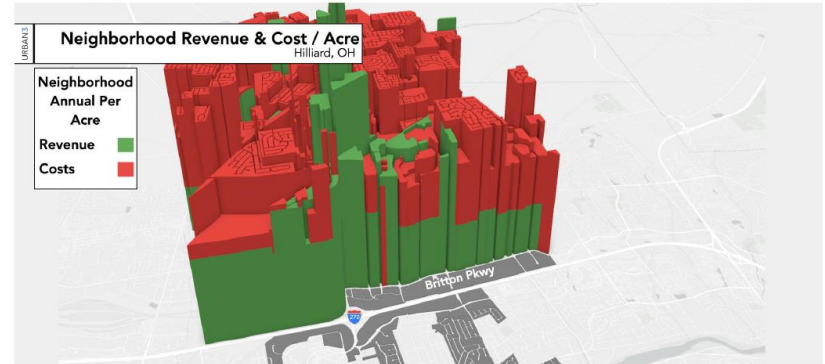 URBAN3
Neighborhood Revenue & Cost / Acre
Hilliard, OH
Neighborhood
Annual Per
Acre
Revenue
Costs
Britton Pkwy
270